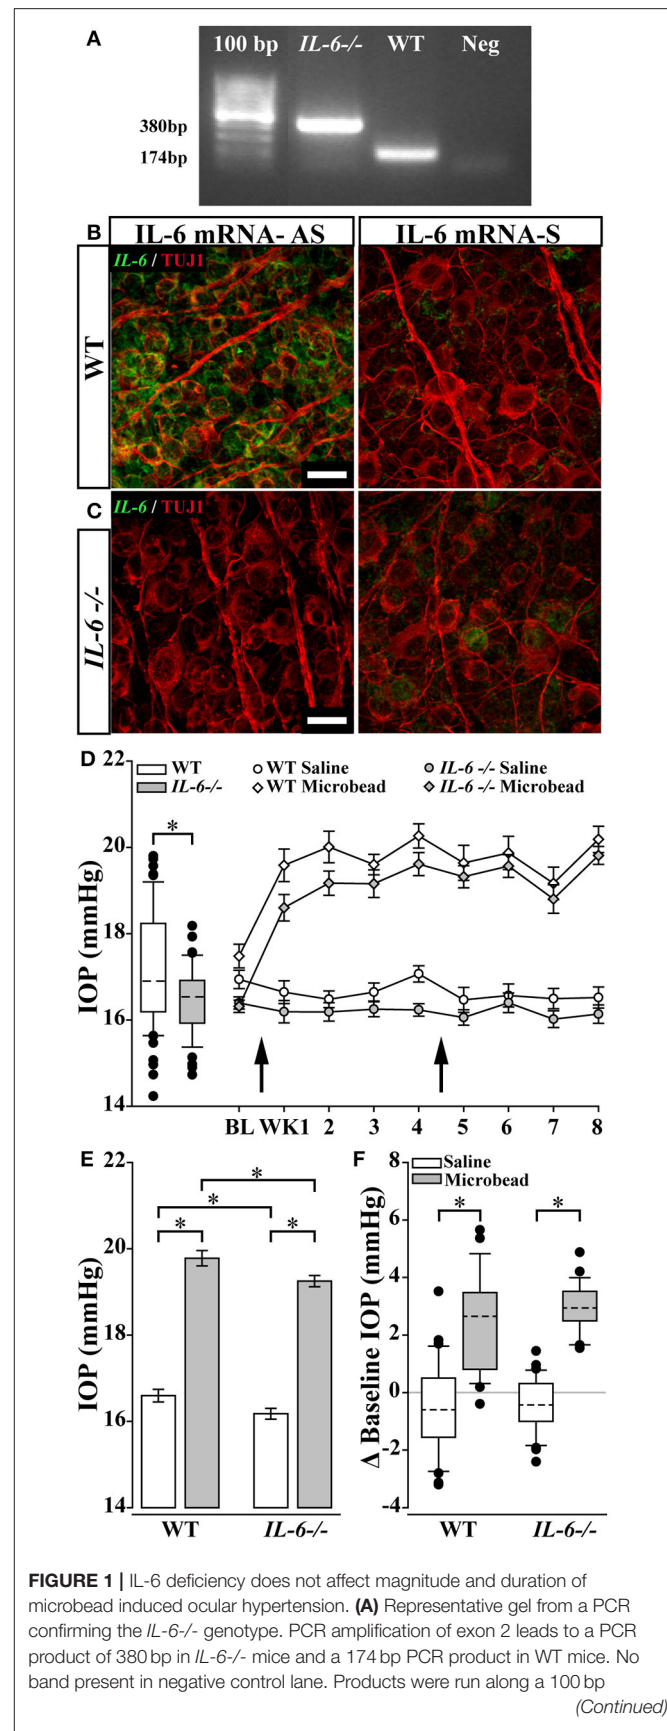 A
100 bp IL-6-/- WT Neg
380bp
174bp
B IL-6 mRNA- AS IL-6 mRNA-S
IL-6 / TUJ1
WT
C IL-6 / TUJ1
IL-6 -/-
D 22 WT WT Saline IL-6 -/- Saline
IL-6-/- WT Microbead IL-6 -/- Microbead
*
20
18
16
14
IOP (mmHg)
BL WK1 2 3 4 5 6 7 8
E 22
20
18
16
14
IOP (mmHg)
*
*
* *
WT IL-6-/-
F 8 Saline
Microbead
* *
6
4
2
0
-2
-4
Δ Baseline IOP (mmHg)
WT IL-6-/-
FIGURE 1 | IL-6 deficiency does not affect magnitude and duration of
microbead induced ocular hypertension. (A) Representative gel from a PCR
confirming the IL-6-/- genotype. PCR amplification of exon 2 leads to a PCR
product of 380 bp in IL-6-/- mice and a 174 bp PCR product in WT mice. No
band present in negative control lane. Products were run along a 100 bp
(Continued)